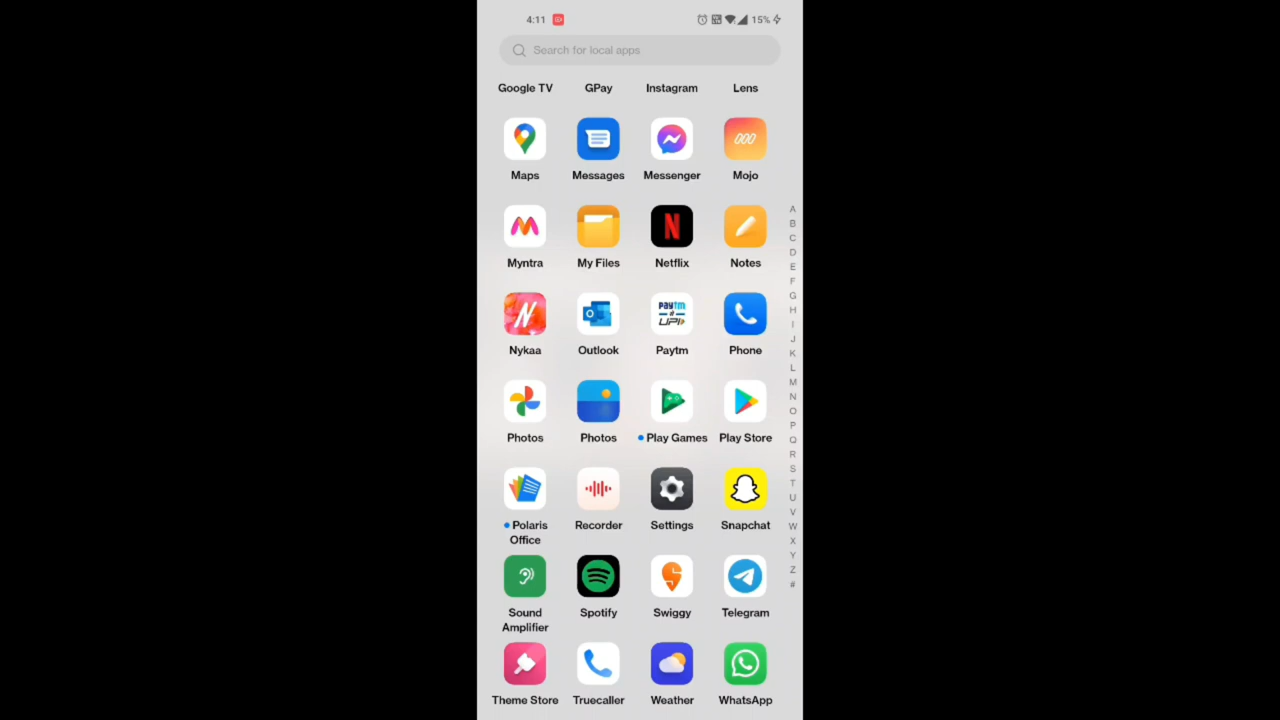 4:11 15%
Search for local apps
Google TV GPay Instagram Lens
Maps Messages Messenger Mojo
A
B
C
Myntra My Files Netflix Notes
D
E
F
G
H
I
J
Paytm
UPI
Nykaa Outlook Paytm Phone
K
L
M
N
O
P
Photos Photos Play Games Play Store
Q
R
S
T
U
V
Polaris Office Recorder Settings Snapchat
W
X
Y
Z
#
Sound Amplifier Spotify Swiggy Telegram
Theme Store Truecaller Weather WhatsApp